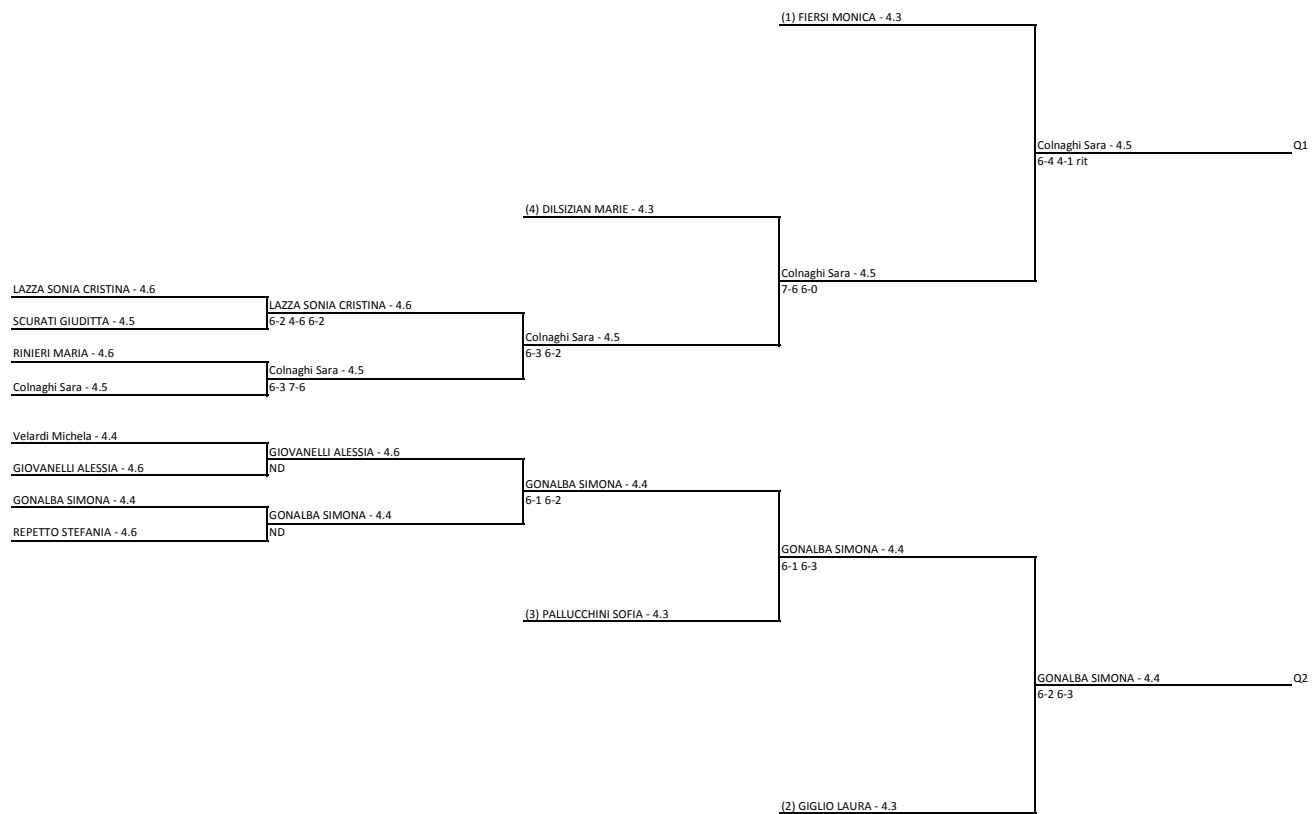 (1) FIERSI MONICA - 4.3
Colnaghi Sara - 4.5
Q1
6-4 4-1 rit
(4) DILSIZIAN MARIE - 4.3
Colnaghi Sara - 4.5
7-6 6-0
LAZZA SONIA CRISTINA - 4.6
LAZZA SONIA CRISTINA - 4.6
SCURATI GIUDITTA - 4.5
6-2 4-6 6-2
Colnaghi Sara - 4.5
6-3 6-2
RINIERI MARIA - 4.6
Colnaghi Sara - 4.5
Colnaghi Sara - 4.5
6-3 7-6
Velardi Michela - 4.4
GIOVANELLI ALESSIA - 4.6
GIOVANELLI ALESSIA - 4.6
ND
GONALBA SIMONA - 4.4
6-1 6-2
GONALBA SIMONA - 4.4
GONALBA SIMONA - 4.4
REPETTO STEFANIA - 4.6
ND
GONALBA SIMONA - 4.4
6-1 6-3
(3) PALLUCCHINI SOFIA - 4.3
GONALBA SIMONA - 4.4
Q2
6-2 6-3
(2) GIGLIO LAURA - 4.3